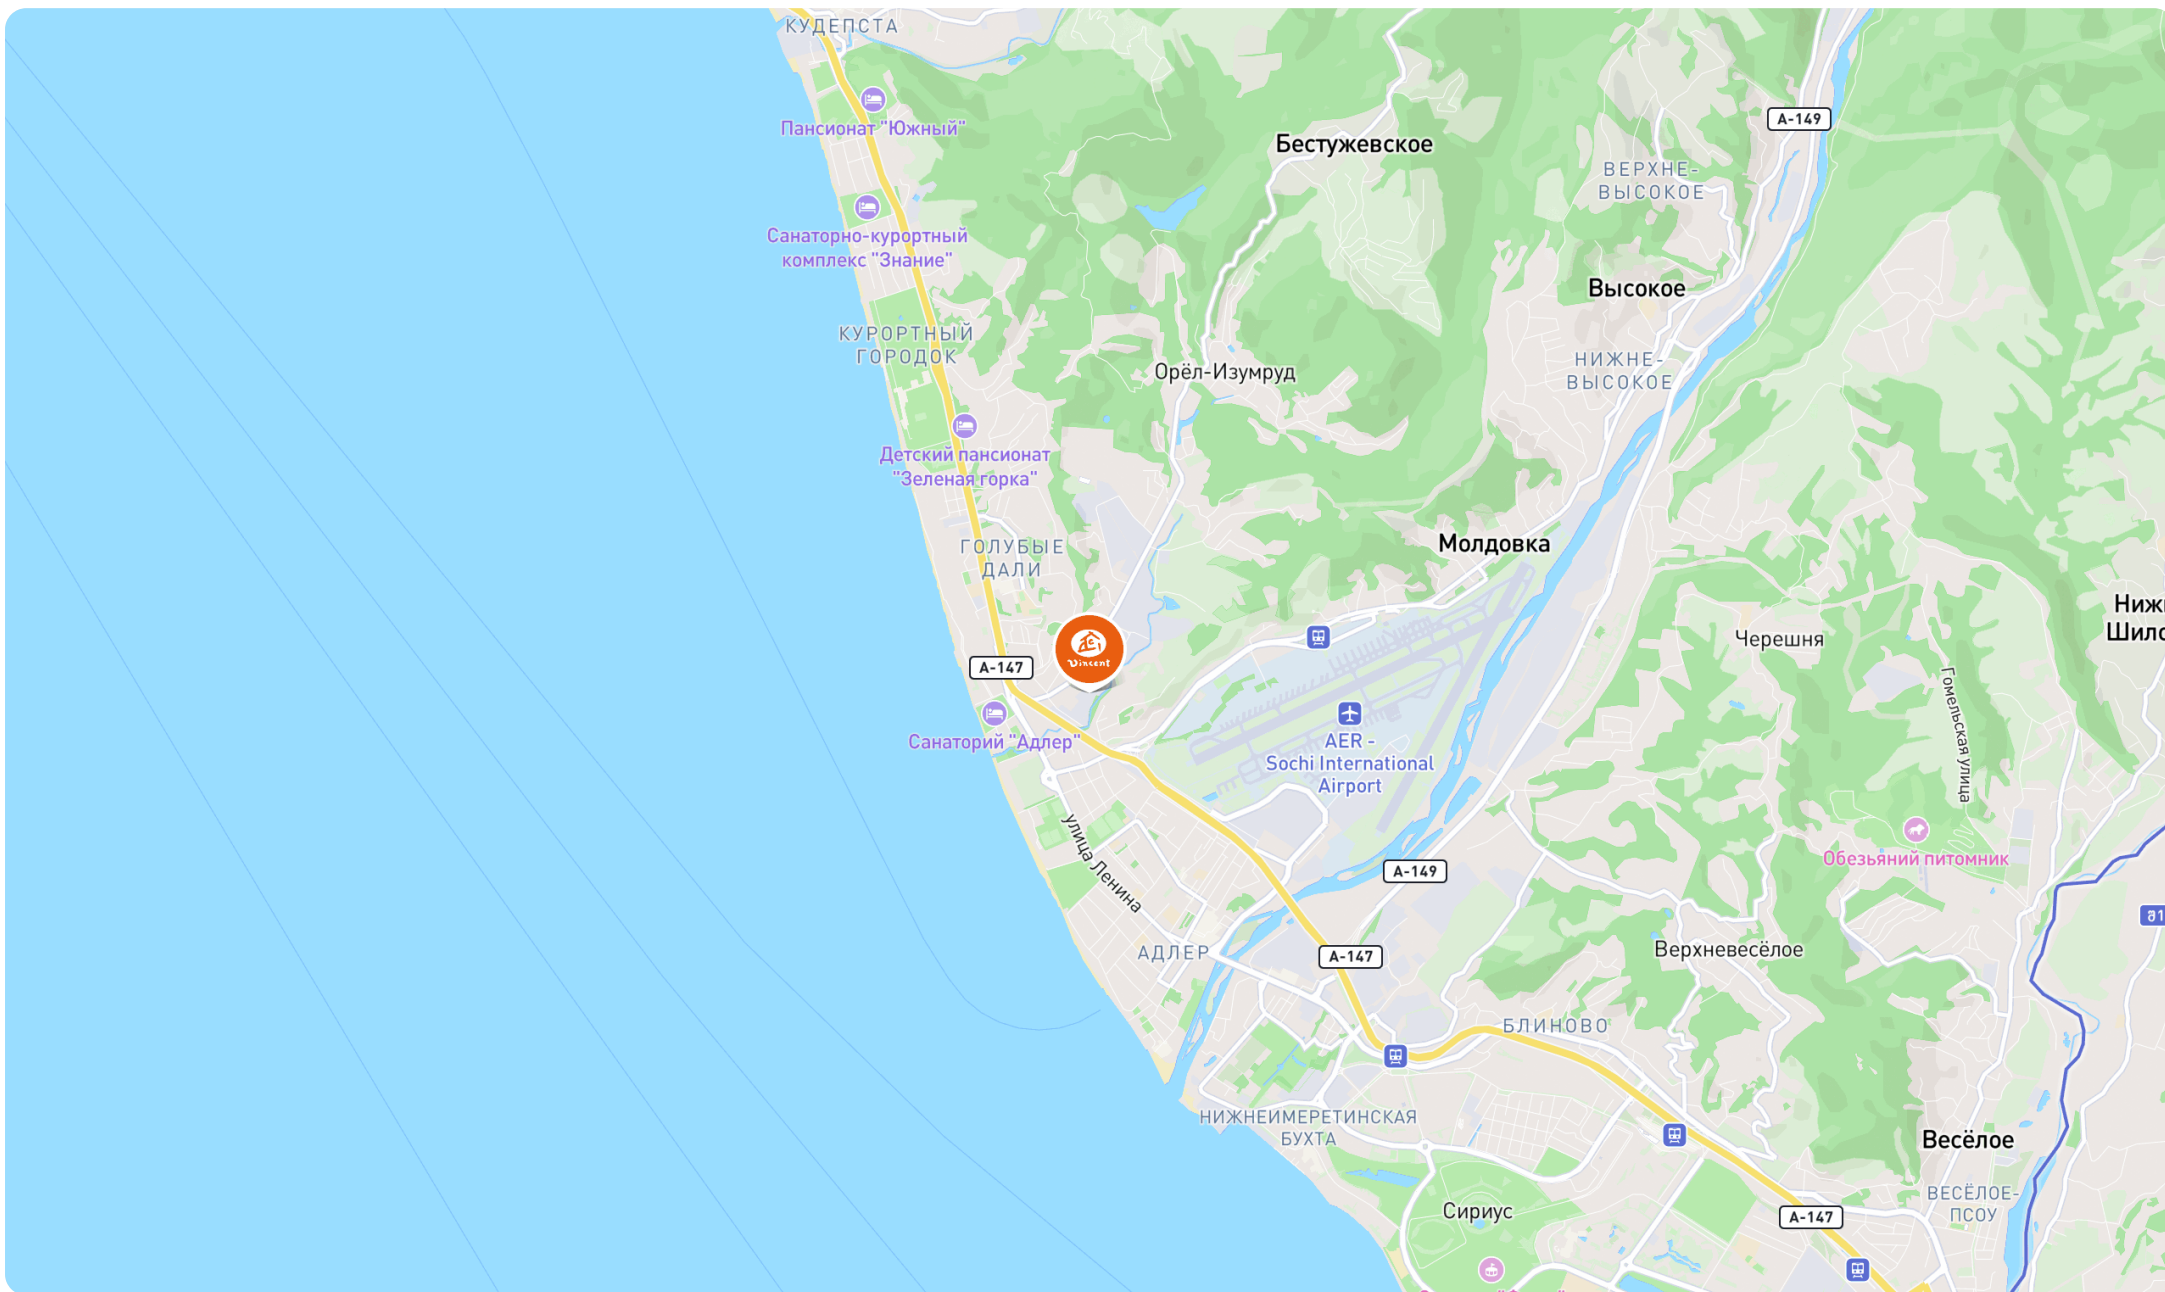 КУДЕПСТА
Пансионат "Южный"
Бестужевское
А-149
ВЕРХНЕ-
ВЫСОКОЕ
Санаторно-курортный
комплекс "Знание"
Высокое
КУРОРТНЫЙ
ГОРОДОК
НИЖНЕ-
ВЫСОКОЕ
Орёл-Изумруд
Детский пансионат
"Зеленая горка"
Молдовка
ГОЛУБЫЕ
ДАЛИ
Черешня
Vincent
А-147
Гомельская улица
Санаторий "Адлер"
AER -
Sochi International
Airport
улица Ленина
А-149
Обезьяний питомник
АДЛЕР
А-147
Верхневесёлое
БЛИНОВО
НИЖНЕИМЕРЕТИНСКАЯ
БУХТА
Весёлое
ВЕСЁЛОЕ-
ПСОУ
Сириус
А-147